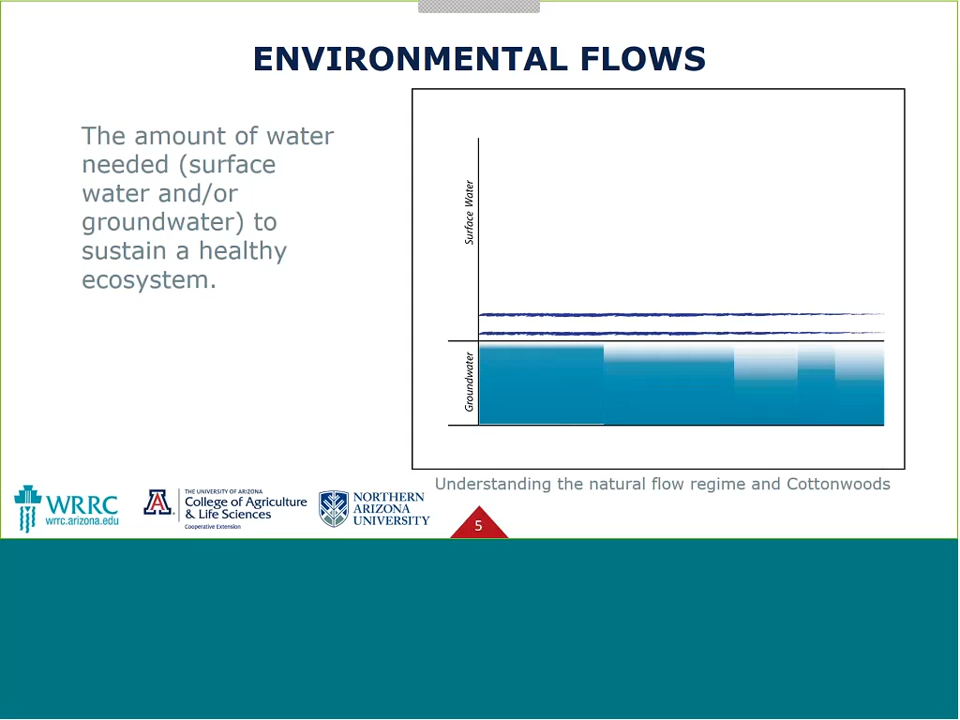 ENVIRONMENTAL FLOWS
The amount of water
needed (surface
water and/or
groundwater) to
sustain a healthy
ecosystem.
Surface Water
Groundwater
Understanding the natural flow regime and Cottonwoods
WRRC
wrrc.arizona.edu
A
THE UNIVERSITY OF ARIZONA
College of Agriculture
& Life Sciences
Cooperative Extension
NORTHERN
ARIZONA
UNIVERSITY
5